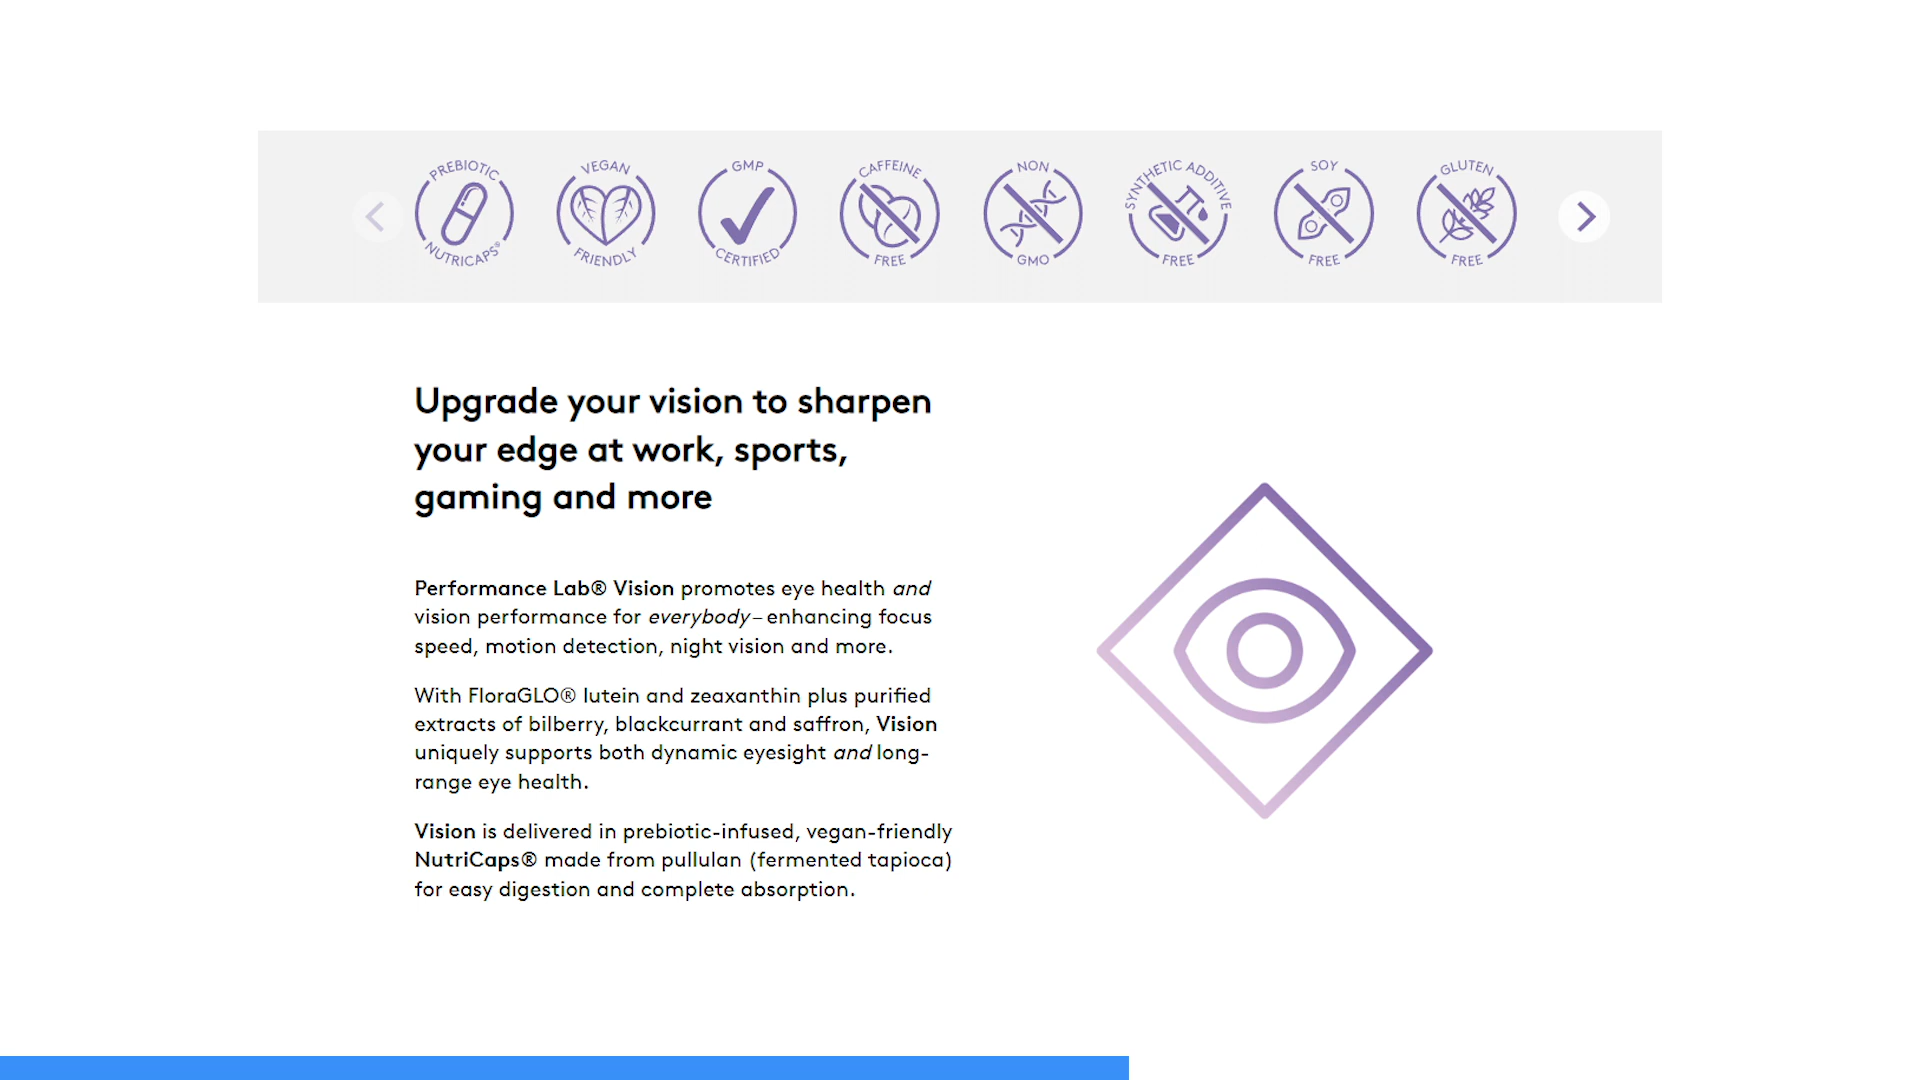 PREBIOTIC NUTRICAPS®
VEGAN FRIENDLY
GMP CERTIFIED
CAFFEINE FREE
NON GMO
SYNTHETIC ADDITIVE FREE
SOY FREE
GLUTEN FREE
Upgrade your vision to sharpen
your edge at work, sports,
gaming and more
Performance Lab® Vision promotes eye health and
vision performance for everybody – enhancing focus
speed, motion detection, night vision and more.
With FloraGLO® lutein and zeaxanthin plus purified
extracts of bilberry, blackcurrant and saffron, Vision
uniquely supports both dynamic eyesight and long-
range eye health.
Vision is delivered in prebiotic-infused, vegan-friendly
NutriCaps® made from pullulan (fermented tapioca)
for easy digestion and complete absorption.